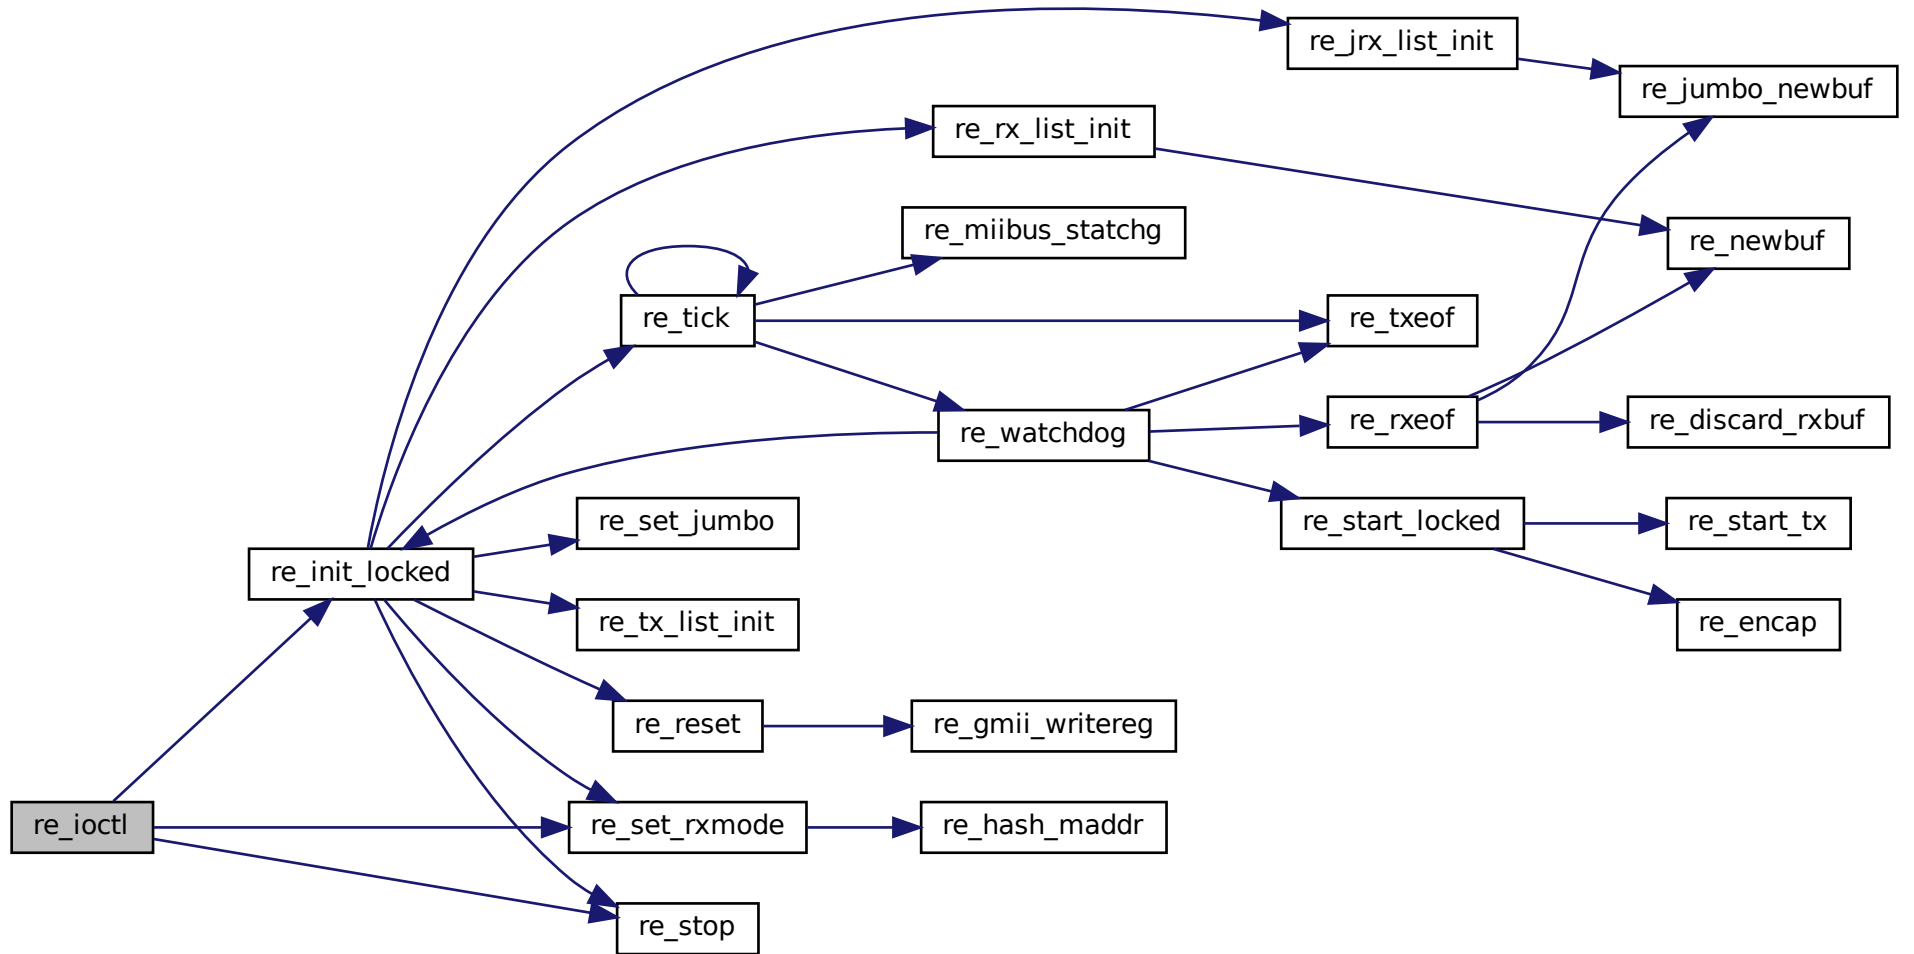 re_jrx_list_init
re_jumbo_newbuf
re_rx_list_init
re_miibus_statchg
re_newbuf
re_tick
re_txeof
re_watchdog
re_rxeof
re_discard_rxbuf
re_set_jumbo
re_start_locked
re_start_tx
re_init_locked
re_tx_list_init
re_encap
re_reset
re_gmii_writereg
re_ioctl
re_set_rxmode
re_hash_maddr
re_stop